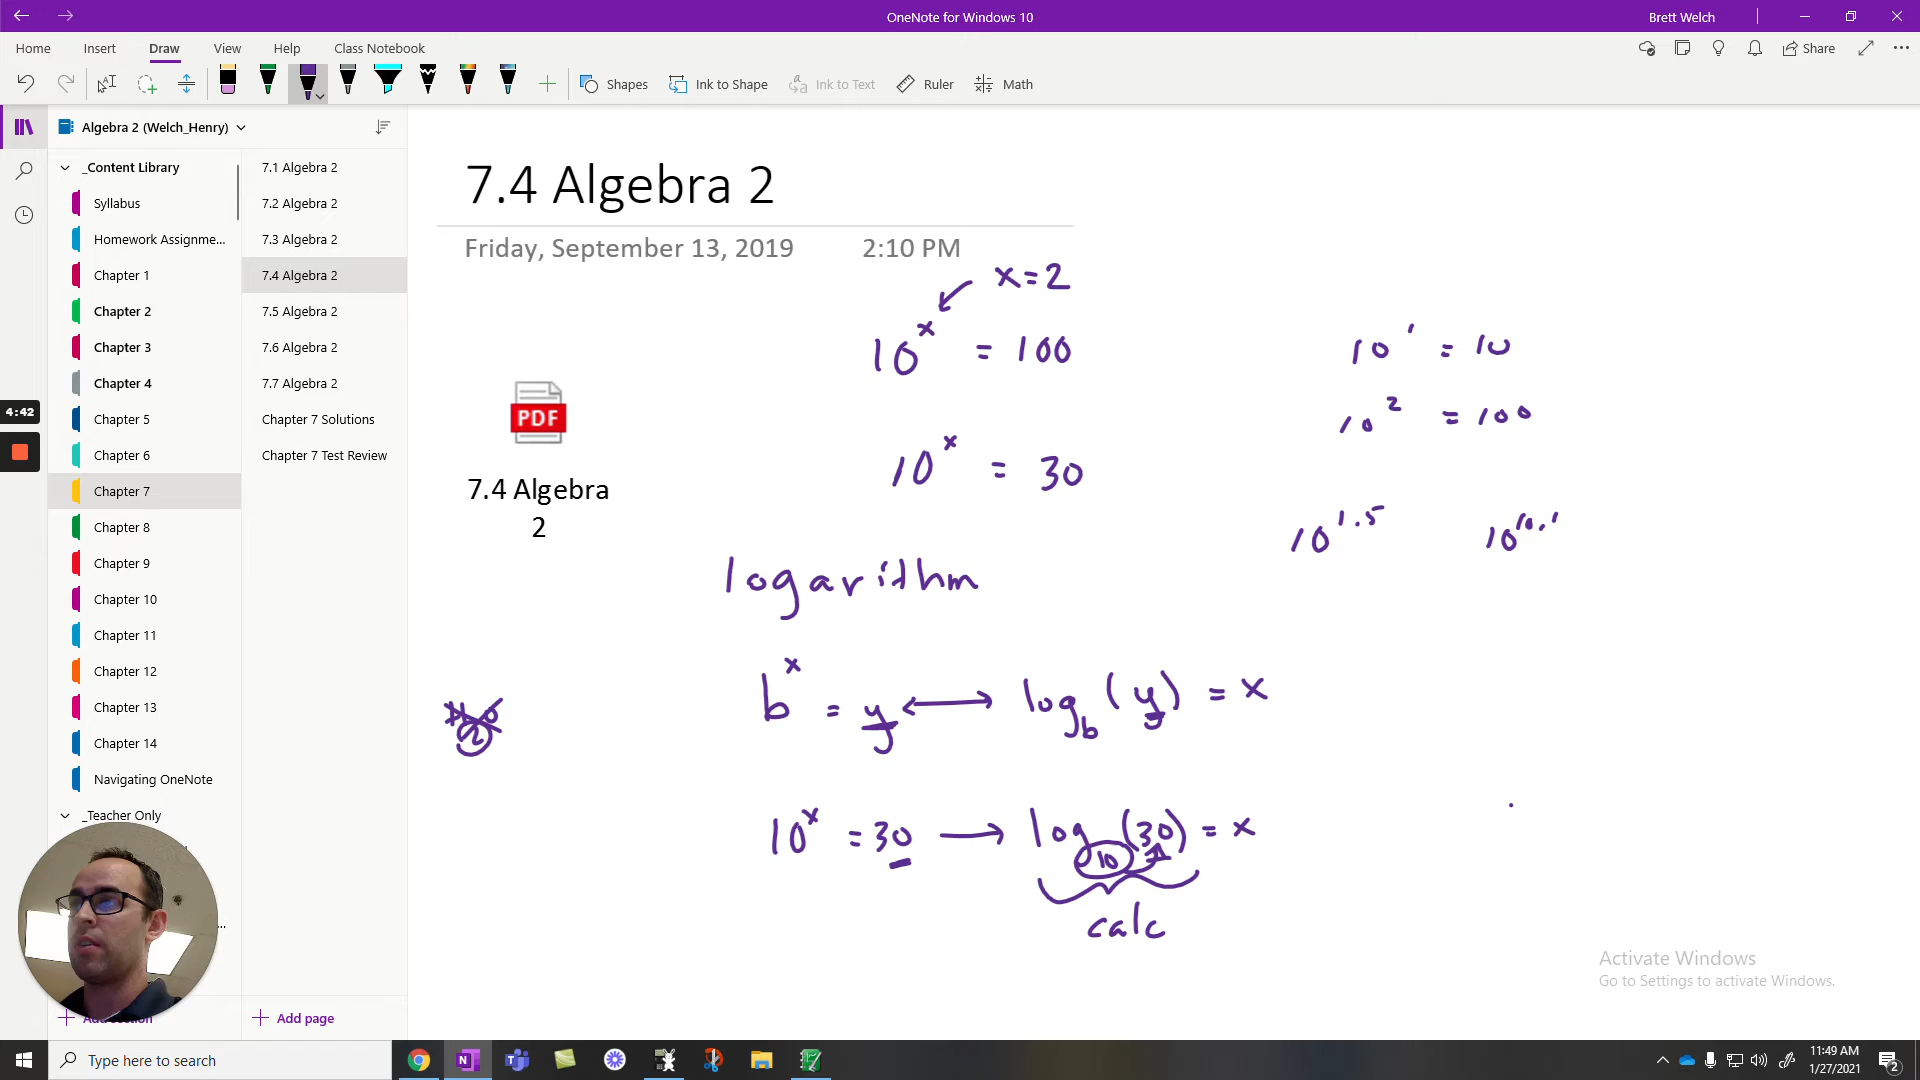 OneNote for Windows 10
Brett Welch
Home Insert Draw View Help Class Notebook
Share
Shapes Ink to Shape Ink to Text Ruler Math
Algebra 2 (Welch_Henry)
_Content Library
Syllabus
Homework Assignme...
Chapter 1
Chapter 2
Chapter 3
Chapter 4
Chapter 5
Chapter 6
Chapter 7
Chapter 8
Chapter 9
Chapter 10
Chapter 11
Chapter 12
Chapter 13
Chapter 14
Navigating OneNote
_Teacher Only
Add section
7.1 Algebra 2
7.2 Algebra 2
7.3 Algebra 2
7.4 Algebra 2
7.5 Algebra 2
7.6 Algebra 2
7.7 Algebra 2
Chapter 7 Solutions
Chapter 7 Test Review
Add page
4:42
7.4 Algebra 2
Friday, September 13, 2019 2:10 PM
PDF
7.4 Algebra
2
x=2
10^x = 100
10^x = 30
logarithm
b^x = y ⟷ log_b(y) = x
10^x = 30 ⟶ log_10(30) = x
calc
10^1 = 10
10^2 = 100
10^1.5 10^10.1
2
Activate Windows
Go to Settings to activate Windows.
Type here to search
11:49 AM
1/27/2021
2